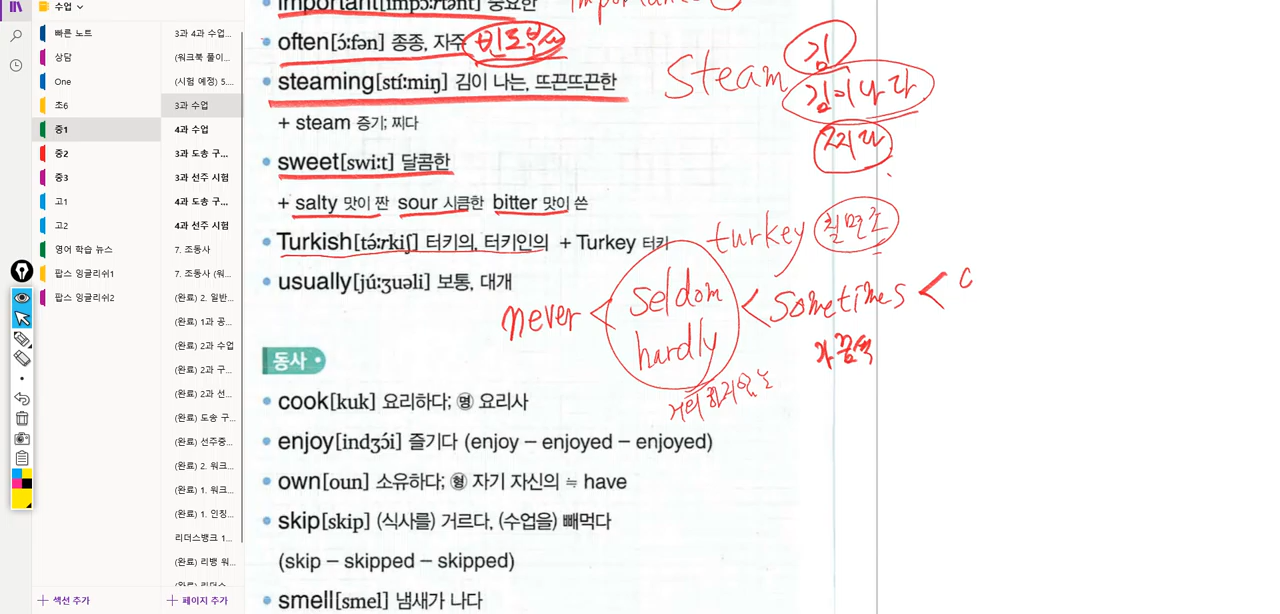 수업
빠른 노트
상담
One
초6
중1
중2
중3
고1
고2
영어 학습 뉴스
팝스 잉글리쉬1
팝스 잉글리쉬2
섹션 추가
3과 4과 수업...
(워크북 풀이...
(시험 예정) 5....
3과 수업
4과 수업
3과 도송 구...
3과 선주 시험
4과 도송 구...
4과 선주 시험
7. 조동사
7. 조동사 (워...
(완료) 2. 일반...
(완료) 1과 공...
(완료) 2과 수업
(완료) 2과 구...
(완료) 2과 선...
(완료) 도송 구...
(완료) 선주중...
(완료) 2. 워크...
(완료) 1. 워크...
(완료) 1. 인칭...
리더스뱅크 1...
(완료) 리뱅 워...
(완료) 리더스
페이지 추가
important[impɔ́ːrtənt] 중요한
often[ɔ́ːfən] 종종, 자주 빈도부사
steaming[stíːmiŋ] 김이 나는, 뜨끈뜨끈한
+ steam 증기; 찌다
steam 김
김이 나다
찌다
sweet[swiːt] 달콤한
+ salty 맛이 짠 sour 시큼한 bitter 맛이 쓴
Turkish[tə́ːrkiʃ] 터키의, 터키인의 + Turkey 터키
turkey 칠면조
usually[júːʒuəli] 보통, 대개
never < seldom hardly < sometimes <
가끔씩
거의 하지 않는
동사
cook[kuk] 요리하다; 명 요리사
enjoy[indʒɔ́i] 즐기다 (enjoy – enjoyed – enjoyed)
own[oun] 소유하다; 형 자기 자신의 ≒ have
skip[skip] (식사를) 거르다, (수업을) 빼먹다
(skip – skipped – skipped)
smell[smel] 냄새가 나다